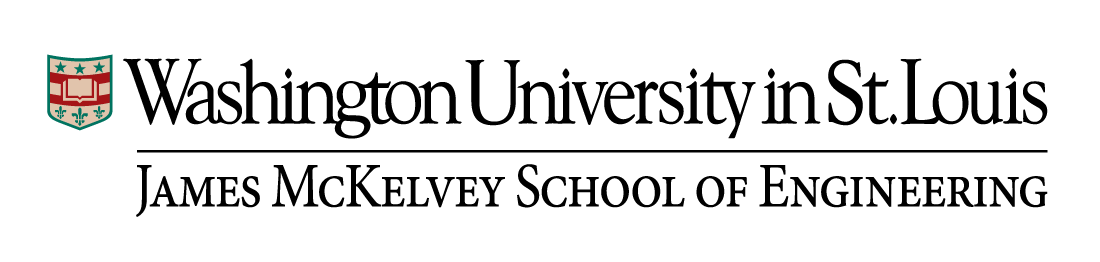 Washington University in St. Louis
James McKelvey School of Engineering